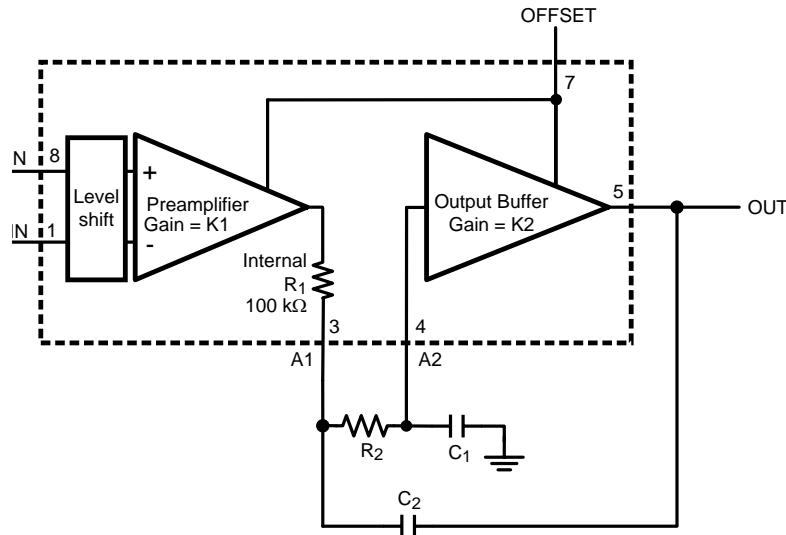 OFFSET
7
N 8
Level
shift
+
Preamplifier
Gain = K1
-
IN 1
Output Buffer
Gain = K2
5
OUT
Internal
R1
100 kΩ
3
4
A1
A2
R2
C1
C2